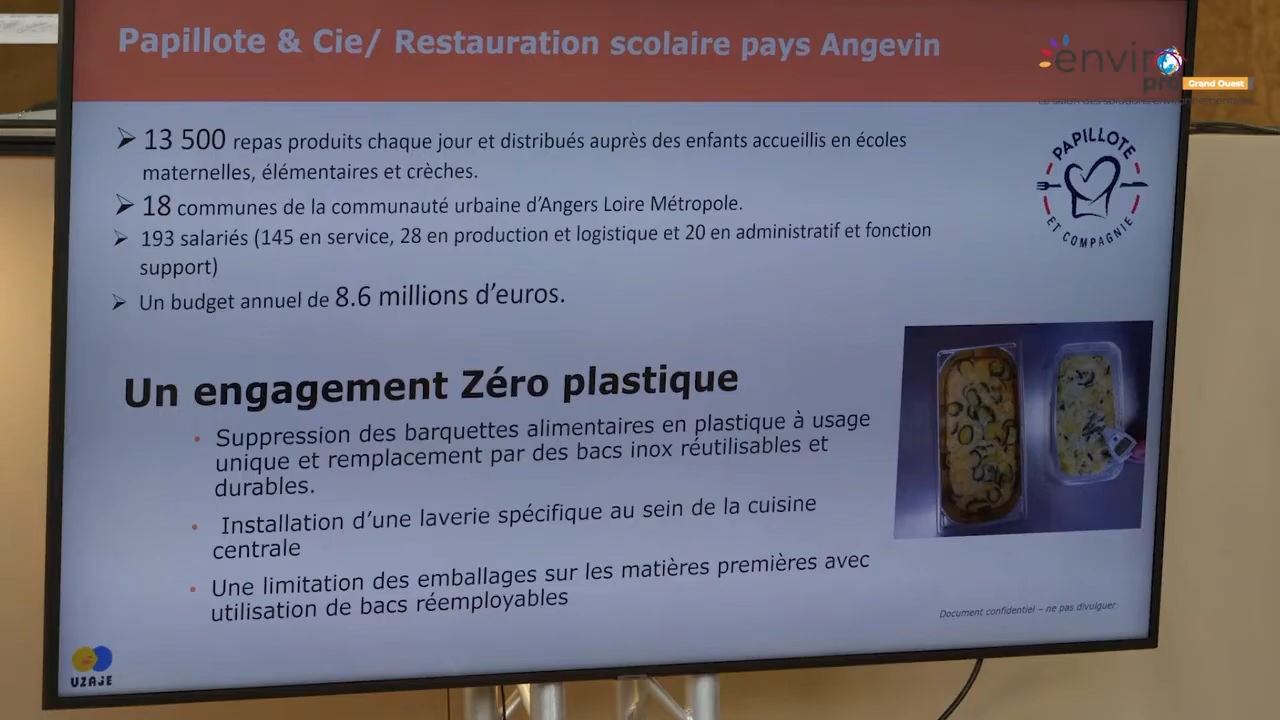 Papillote & Cie/ Restauration scolaire pays Angevin
enviro
pro
Grand Ouest
➢ 13 500 repas produits chaque jour et distribués auprès des enfants accueillis en écoles
maternelles, élémentaires et crèches.
➢ 18 communes de la communauté urbaine d'Angers Loire Métropole.
➢ 193 salariés (145 en service, 28 en production et logistique et 20 en administratif et fonction
support)
➢ Un budget annuel de 8.6 millions d'euros.
PAPILLOTE
ET COMPAGNIE
Un engagement Zéro plastique
• Suppression des barquettes alimentaires en plastique à usage
unique et remplacement par des bacs inox réutilisables et
durables.
• Installation d'une laverie spécifique au sein de la cuisine
centrale
• Une limitation des emballages sur les matières premières avec
utilisation de bacs réemployables
Document confidentiel – ne pas divulguer
UZAJE